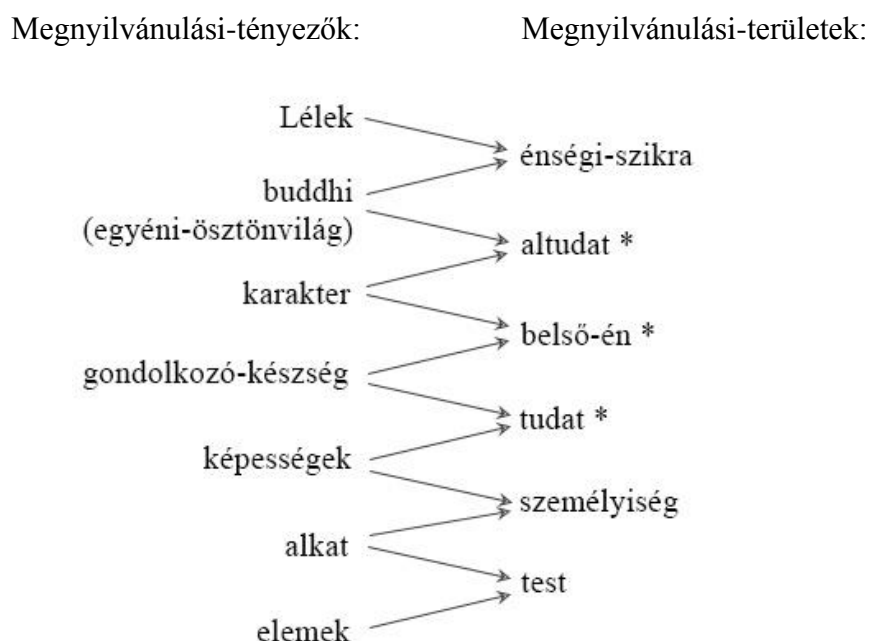 Megnyilvánulási-tényezők: Megnyilvánulási-területek:
Lélek
énségi-szikra
buddhi
(egyéni-ösztönvilág)
altudat *
karakter
belső-én *
gondolkozó-készség
tudat *
képességek
személyiség
alkat
test
elemek